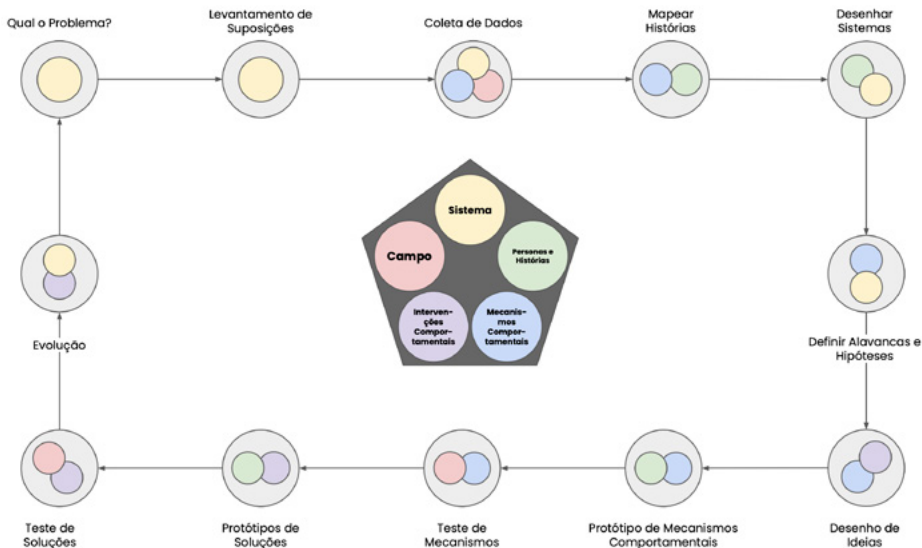 Qual o Problema?
Levantamento de
Suposições
Coleta de Dados
Mapear
Histórias
Desenhar
Sistemas
Sistema
Campo
Personas e
Histórias
Interven-
ções
Compor-
tamentais
Mecanis-
mos
Compor-
tamentais
Evolução
Definir Alavancas e
Hipóteses
Teste de
Soluções
Protótipos de
Soluções
Teste de
Mecanismos
Protótipo de Mecanismos
Comportamentais
Desenho de
Ideias